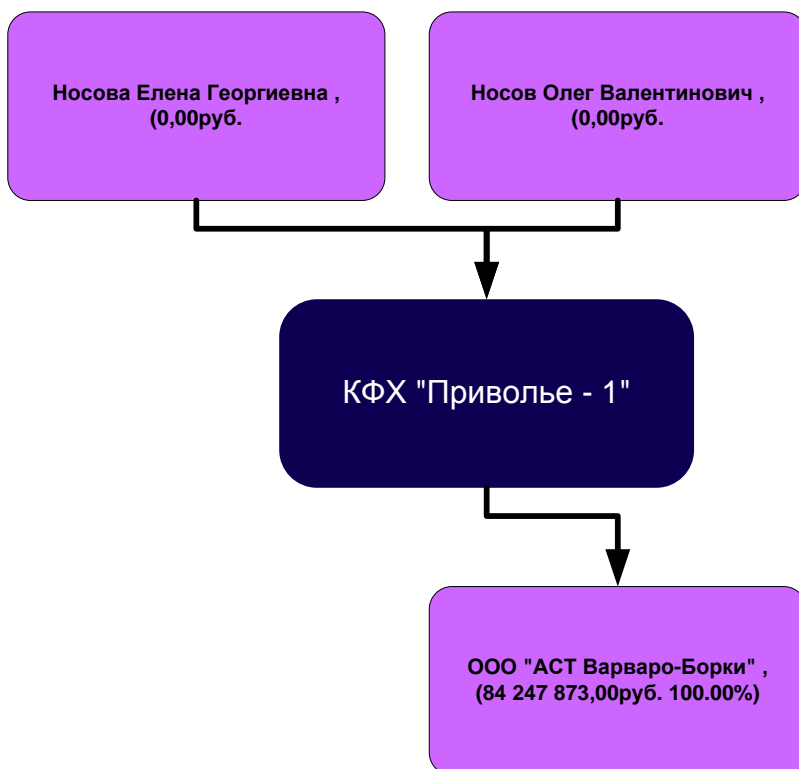 Носова Елена Георгиевна ,
(0,00руб.
Носов Олег Валентинович ,
(0,00руб.
КФХ "Приволье - 1"
ООО "АСТ Варваро-Борки" ,
(84 247 873,00руб. 100.00%)